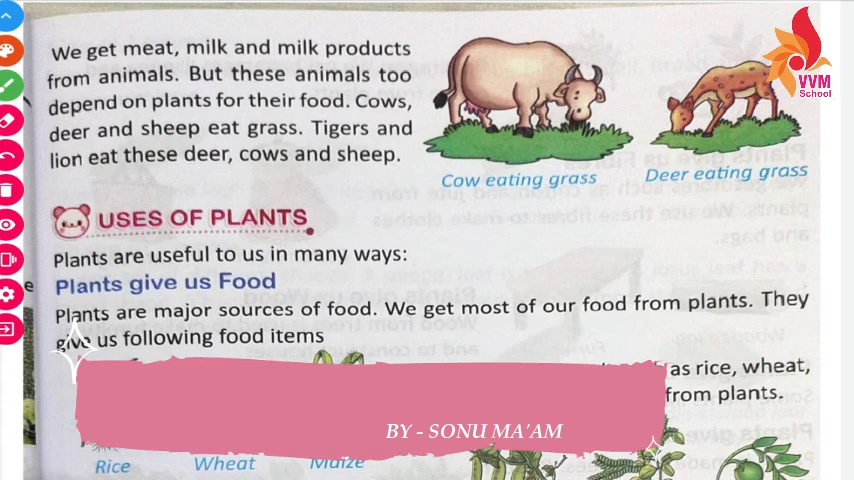 VVM
School
We get meat, milk and milk products
from animals. But these animals too
depend on plants for their food. Cows,
deer and sheep eat grass. Tigers and
lion eat these deer, cows and sheep.
Cow eating grass
Deer eating grass
USES OF PLANTS
Plants are useful to us in many ways:
Plants give us Food
Plants are major sources of food. We get most of our food from plants. They
give us following food items
as rice, wheat,
from plants.
BY - SONU MA'AM
Rice
Wheat
Maize